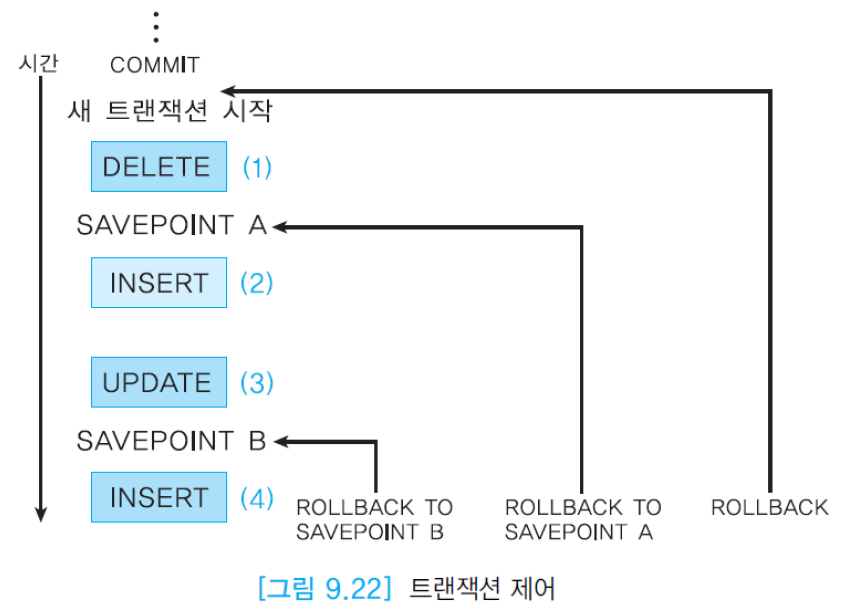 ⋮
시간 COMMIT
새 트랜잭션 시작
DELETE (1)
SAVEPOINT A
INSERT (2)
UPDATE (3)
SAVEPOINT B
INSERT (4)
ROLLBACK TO
SAVEPOINT B
ROLLBACK TO
SAVEPOINT A
ROLLBACK
[그림 9.22] 트랜잭션 제어